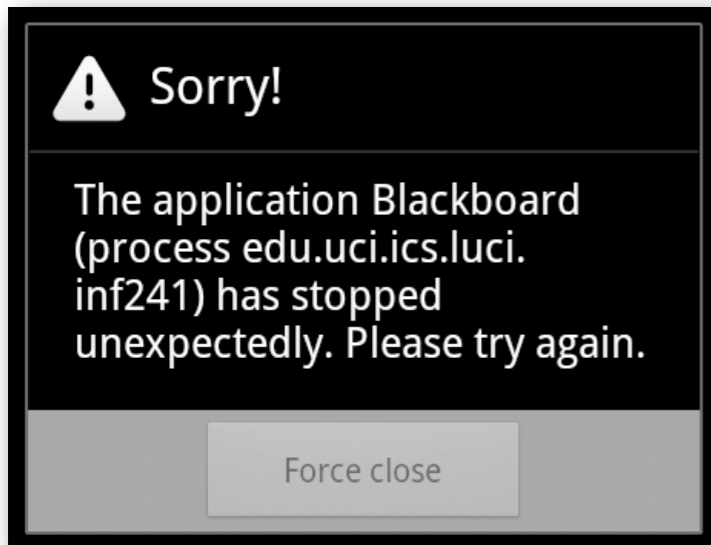 Sorry!
The application Blackboard
(process edu.uci.ics.luci.
inf241) has stopped
unexpectedly. Please try again.
Force close